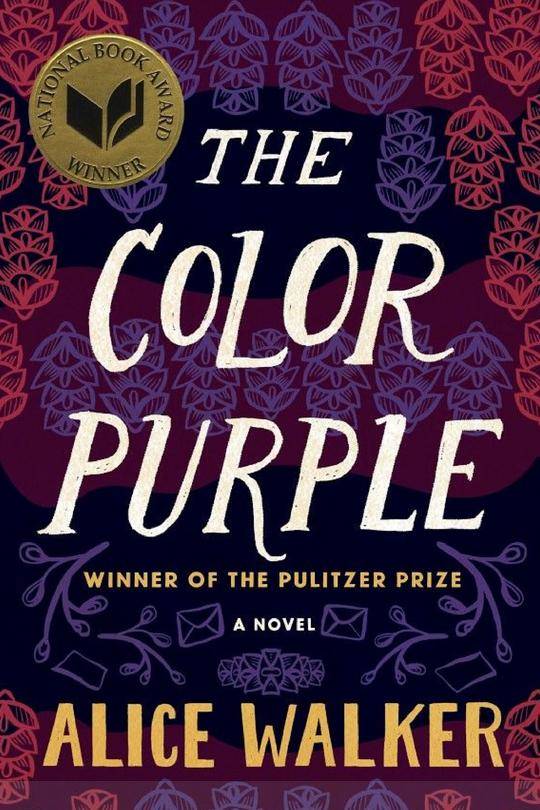 NATIONAL BOOK AWARD
WINNER
THE
COLOR
PURPLE
WINNER OF THE PULITZER PRIZE
A NOVEL
ALICE WALKER